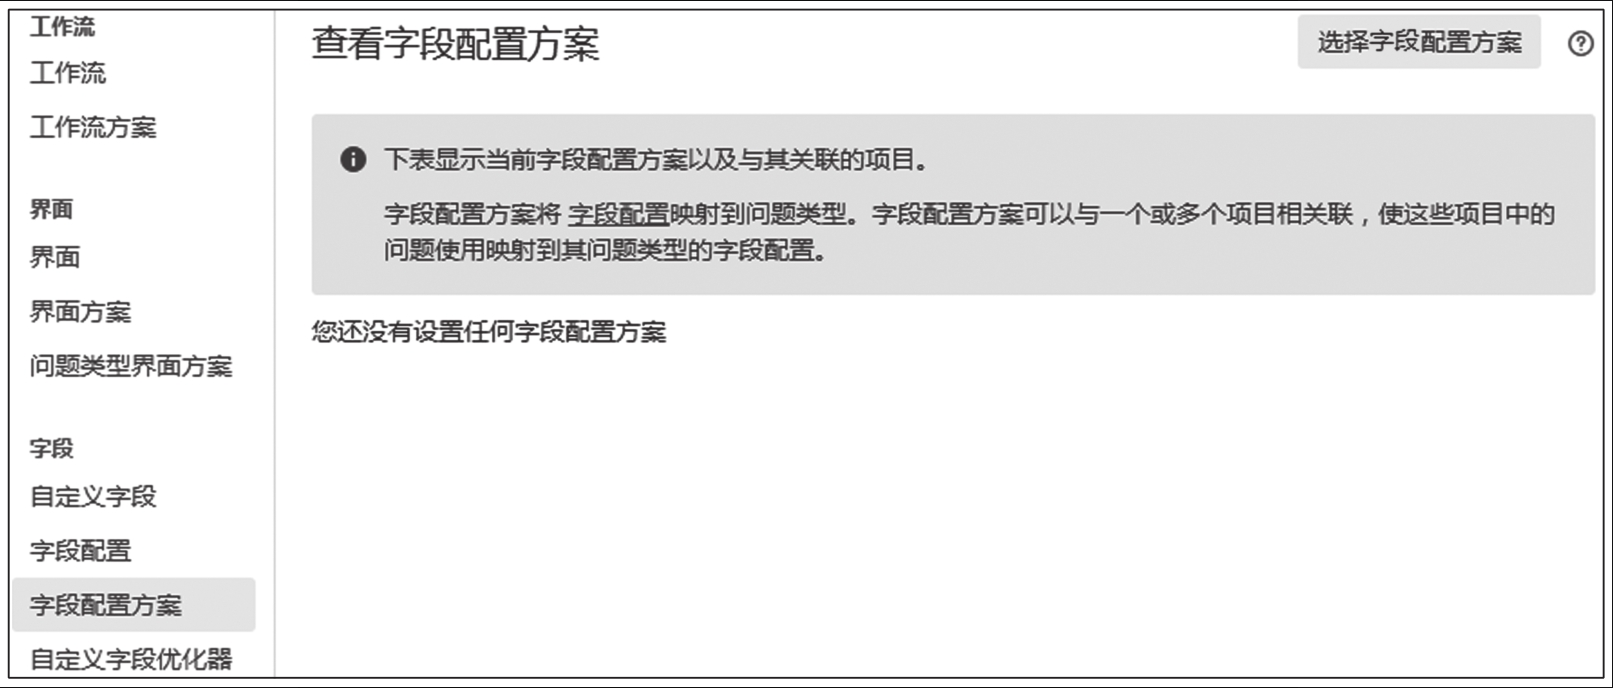 工作流
工作流
工作流方案
界面
界面
界面方案
问题类型界面方案
字段
自定义字段
字段配置
字段配置方案
自定义字段优化器
查看字段配置方案
选择字段配置方案
下表显示当前字段配置方案以及与其关联的项目。
字段配置方案将 字段配置映射到问题类型。字段配置方案可以与一个或多个项目相关联，使这些项目中的
问题使用映射到其问题类型的字段配置。
您还没有设置任何字段配置方案